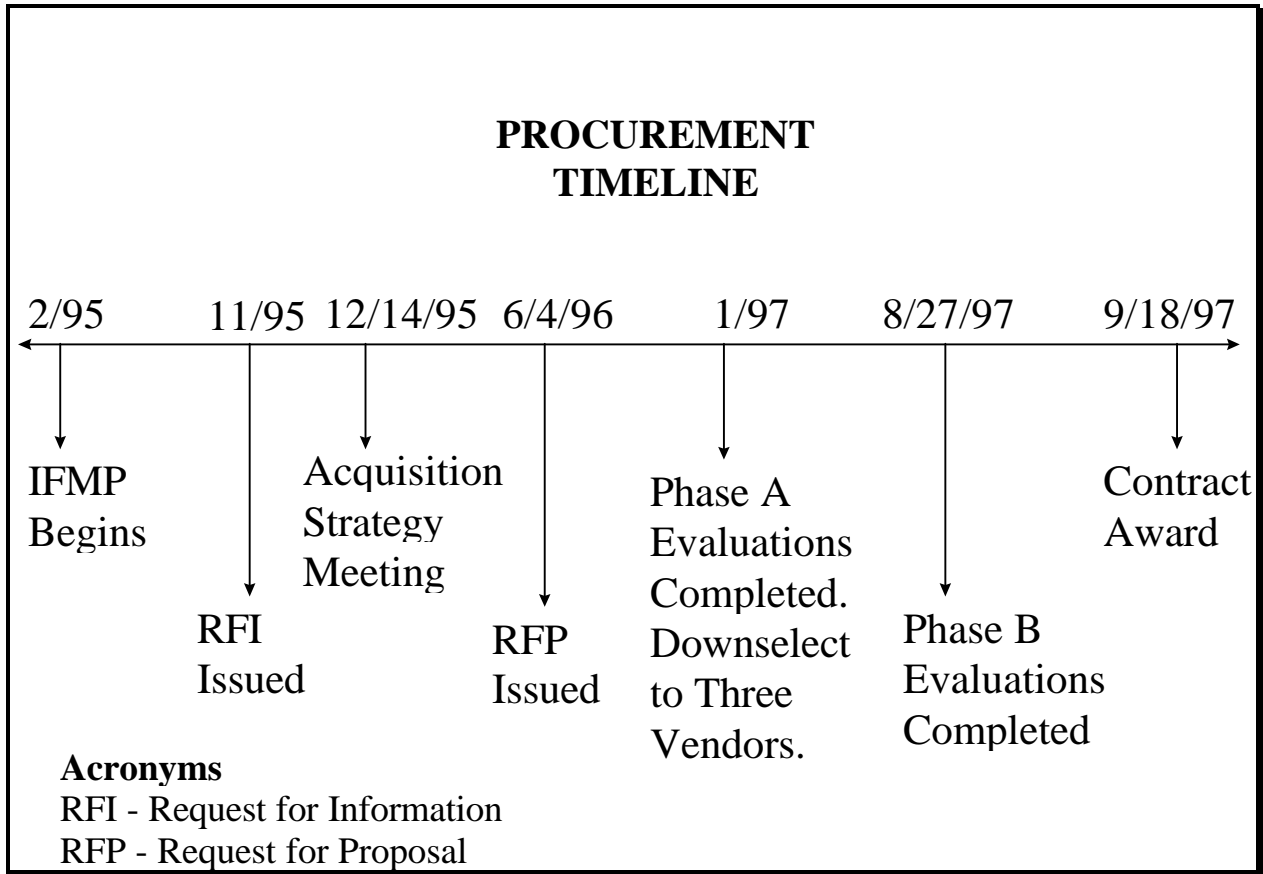 PROCUREMENT
TIMELINE
2/95
11/95
12/14/95
6/4/96
1/97
8/27/97
9/18/97
IFMP
Begins
RFI
Issued
Acquisition
Strategy
Meeting
RFP
Issued
Phase A
Evaluations
Completed.
Downselect
to Three
Vendors.
Phase B
Evaluations
Completed
Contract
Award
Acronyms
RFI - Request for Information
RFP - Request for Proposal